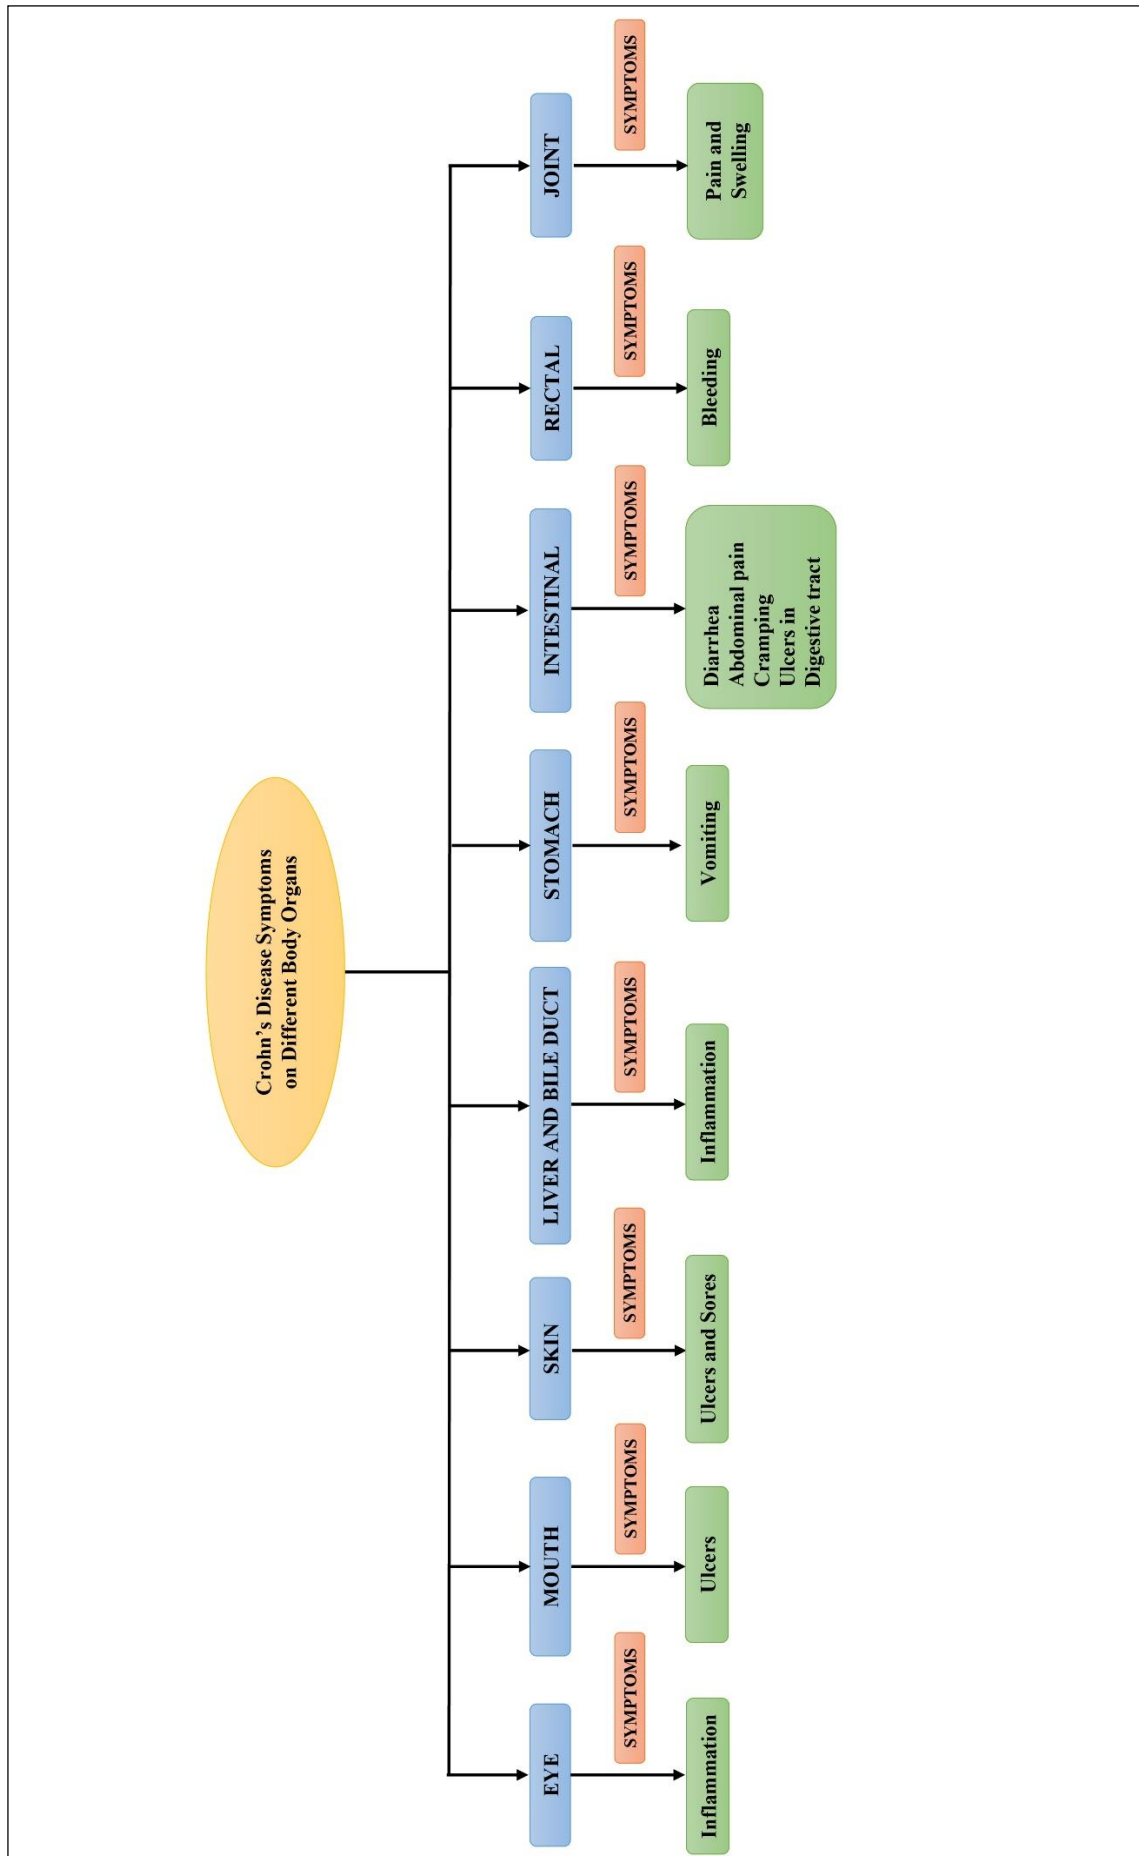 Crohn's Disease Symptoms
on Different Body Organs
EYE
MOUTH
SKIN
LIVER AND BILE DUCT
STOMACH
INTESTINAL
RECTAL
JOINT
SYMPTOMS
SYMPTOMS
SYMPTOMS
SYMPTOMS
SYMPTOMS
SYMPTOMS
SYMPTOMS
SYMPTOMS
Inflammation
Ulcers
Ulcers and Sores
Inflammation
Vomiting
Diarrhea
Abdominal pain
Cramping
Ulcers in
Digestive tract
Bleeding
Pain and
Swelling